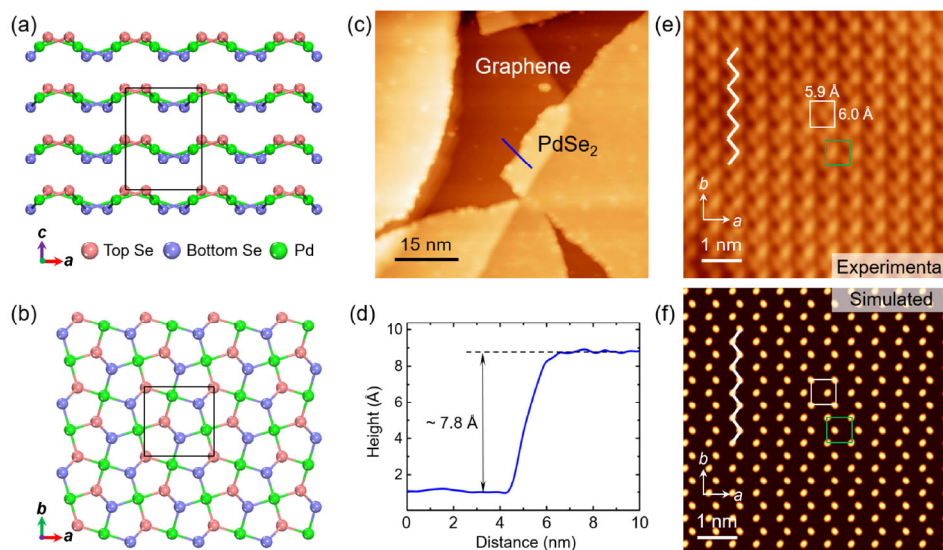 (a)
c
a
Top Se
Bottom Se
Pd
(b)
b
a
(c)
Graphene
PdSe2
15 nm
(d)
Height (Å)
10
8
6
4
2
~ 7.8 Å
0 2 4 6 8 10
Distance (nm)
(e)
5.9 Å
6.0 Å
b
a
1 nm
Experimenta
(f)
Simulated
b
a
1 nm